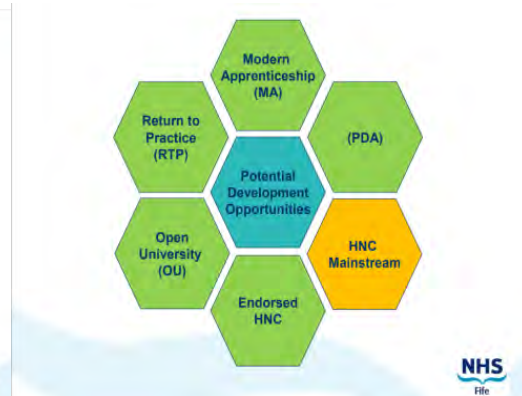 Modern
Apprenticeship
(MA)
Return to
Practice
(RTP)
(PDA)
Potential
Development
Opportunities
Open
University
(OU)
HNC
Mainstream
Endorsed
HNC
NHS
Fife